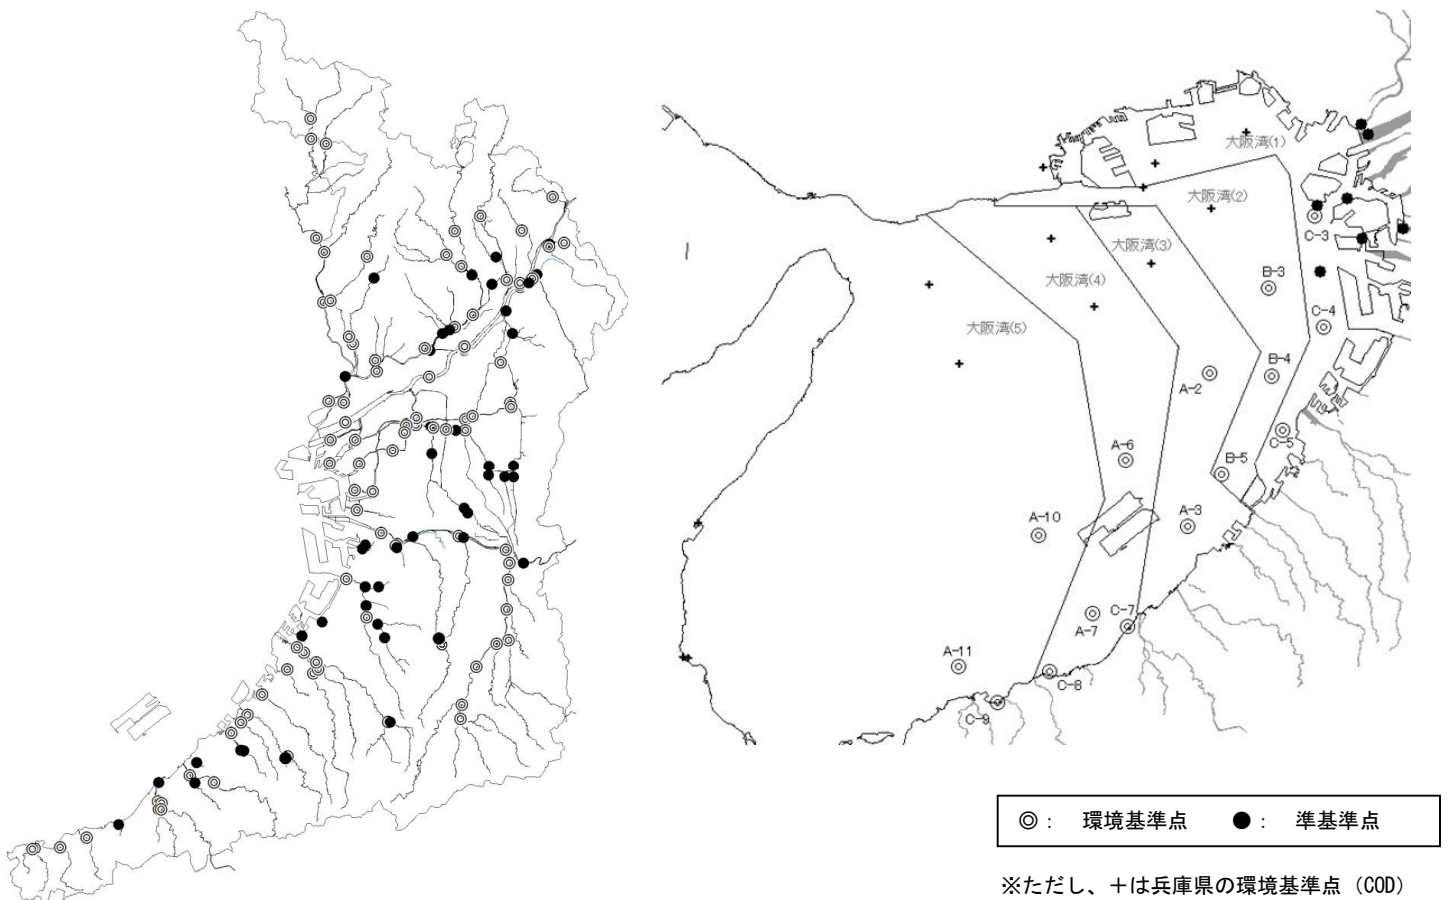 大阪湾(1)
大阪湾(2)
C-3
大阪湾(3)
B-3
大阪湾(4)
C-4
大阪湾(5)
B-4
A-2
C-5
A-6
B-5
A-10
A-3
C-7
A-7
A-11
C-8
C-9
◎： 環境基準点 ●： 準基準点
※ただし、＋は兵庫県の環境基準点（COD）